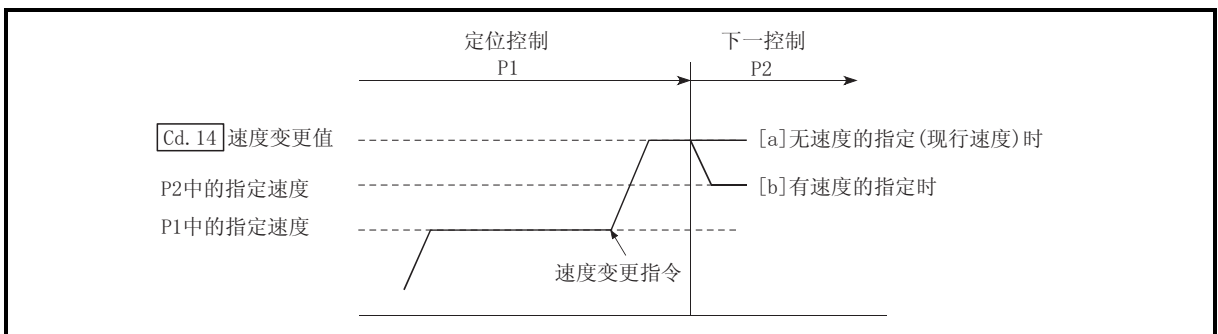 定位控制
下一控制
P1
P2
Cd.14 速度变更值
[a]无速度的指定(现行速度)时
P2中的指定速度
[b]有速度的指定时
P1中的指定速度
速度变更指令